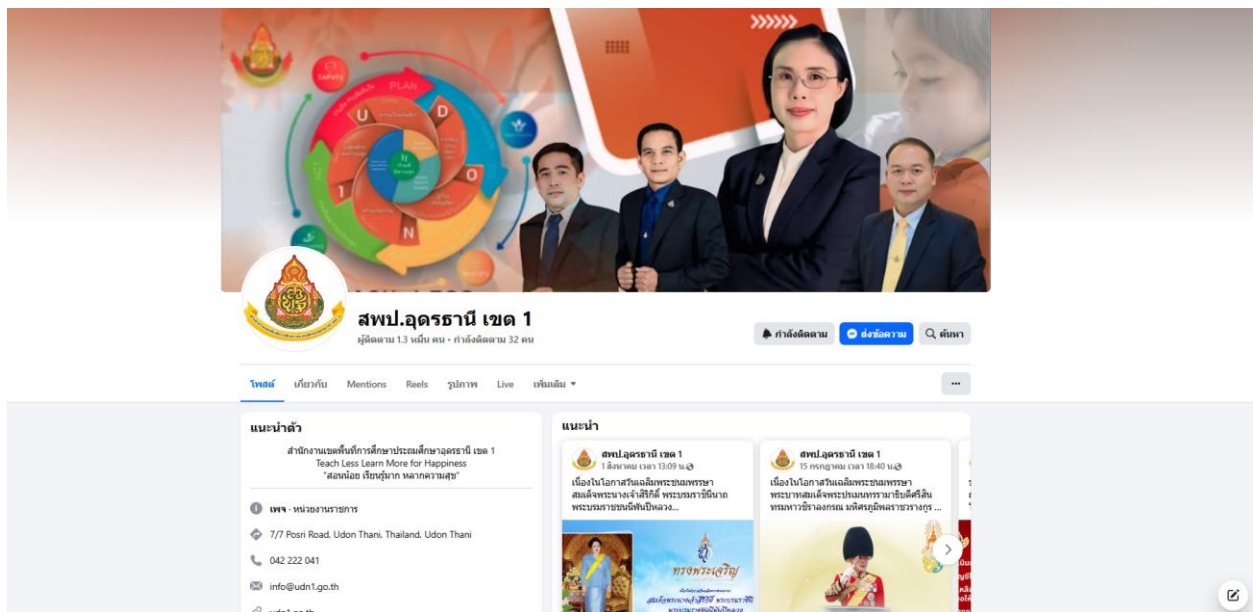 Safety
PLAN
U
D
O
N
1
สพป.อุดรธานี เขต 1
ผู้ติดตาม 1.3 หมื่น คน • กำลังติดตาม 32 คน
กำลังติดตาม
ส่งข้อความ
ค้นหา
โพสต์ เกี่ยวกับ Mentions Reels รูปภาพ Live เพิ่มเติม
แนะนำตัว
สำนักงานเขตพื้นที่การศึกษาประถมศึกษาอุดรธานี เขต 1
Teach Less Learn More for Happiness
"สอนน้อย เรียนรู้มาก หลากความสุข"
เพจ · หน่วยงานราชการ
7/7 Posri Road, Udon Thani, Thailand, Udon Thani
042 222 041
info@udn1.go.th
udn1.go.th
แนะนำ
สพป.อุดรธานี เขต 1
1 สิงหาคม เวลา 13:09 น.
เนื่องในโอกาสวันเฉลิมพระชนมพรรษา
สมเด็จพระนางเจ้าสิริกิติ์ พระบรมราชินีนาถ
พระบรมราชชนนีพันปีหลวง...
ทรงพระเจริญ
สพป.อุดรธานี เขต 1
15 กรกฎาคม เวลา 18:40 น.
เนื่องในโอกาสวันเฉลิมพระชนมพรรษา
พระบาทสมเด็จพระปรเมนทรรามาธิบดีศรีสิน
ทรมหาวชิราลงกรณ มหิศรภูมิพลราชวรางกูร ...